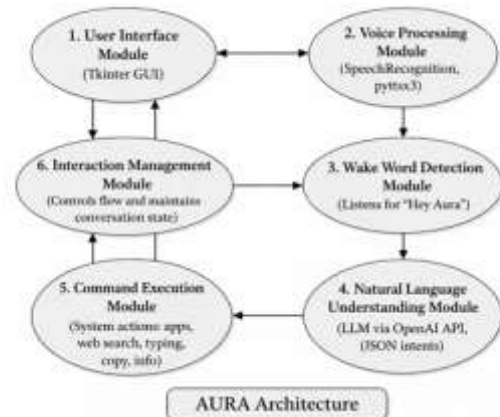 1. User Interface
Module
(Tkinter GUI)
2. Voice Processing
Module
(SpeechRecognition,
pyttsx3)
6. Interaction Management
Module
(Controls flow and maintains
conversation state)
3. Wake Word Detection
Module
(Listens for “Hey Aura”)
5. Command Execution
Module
(System actions: apps,
web search, typing,
copy, info)
4. Natural Language
Understanding Module
(LLM via OpenAI API,
(JSON intents)
AURA Architecture